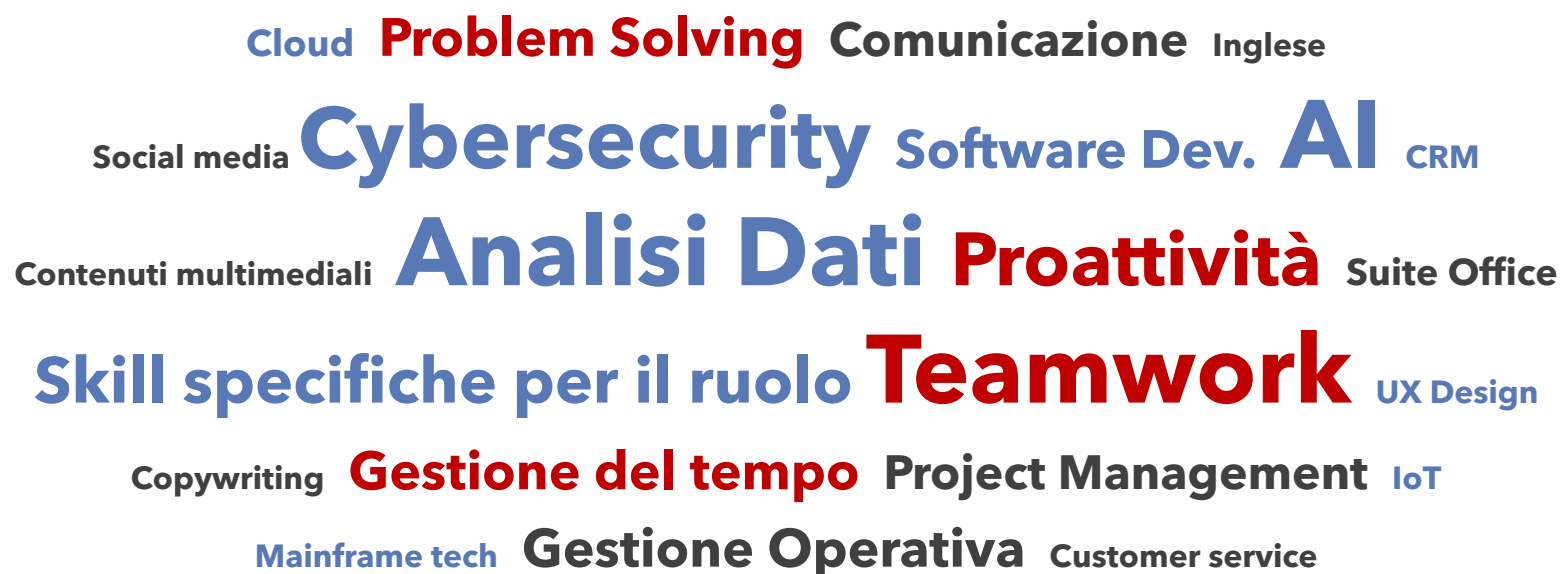 Cloud Problem Solving Comunicazione Inglese
Social media Cybersecurity Software Dev. AI CRM
Contenuti multimediali Analisi Dati Proattività Suite Office
Skill specifiche per il ruolo Teamwork UX Design
Copywriting Gestione del tempo Project Management IoT
Mainframe tech Gestione Operativa Customer service